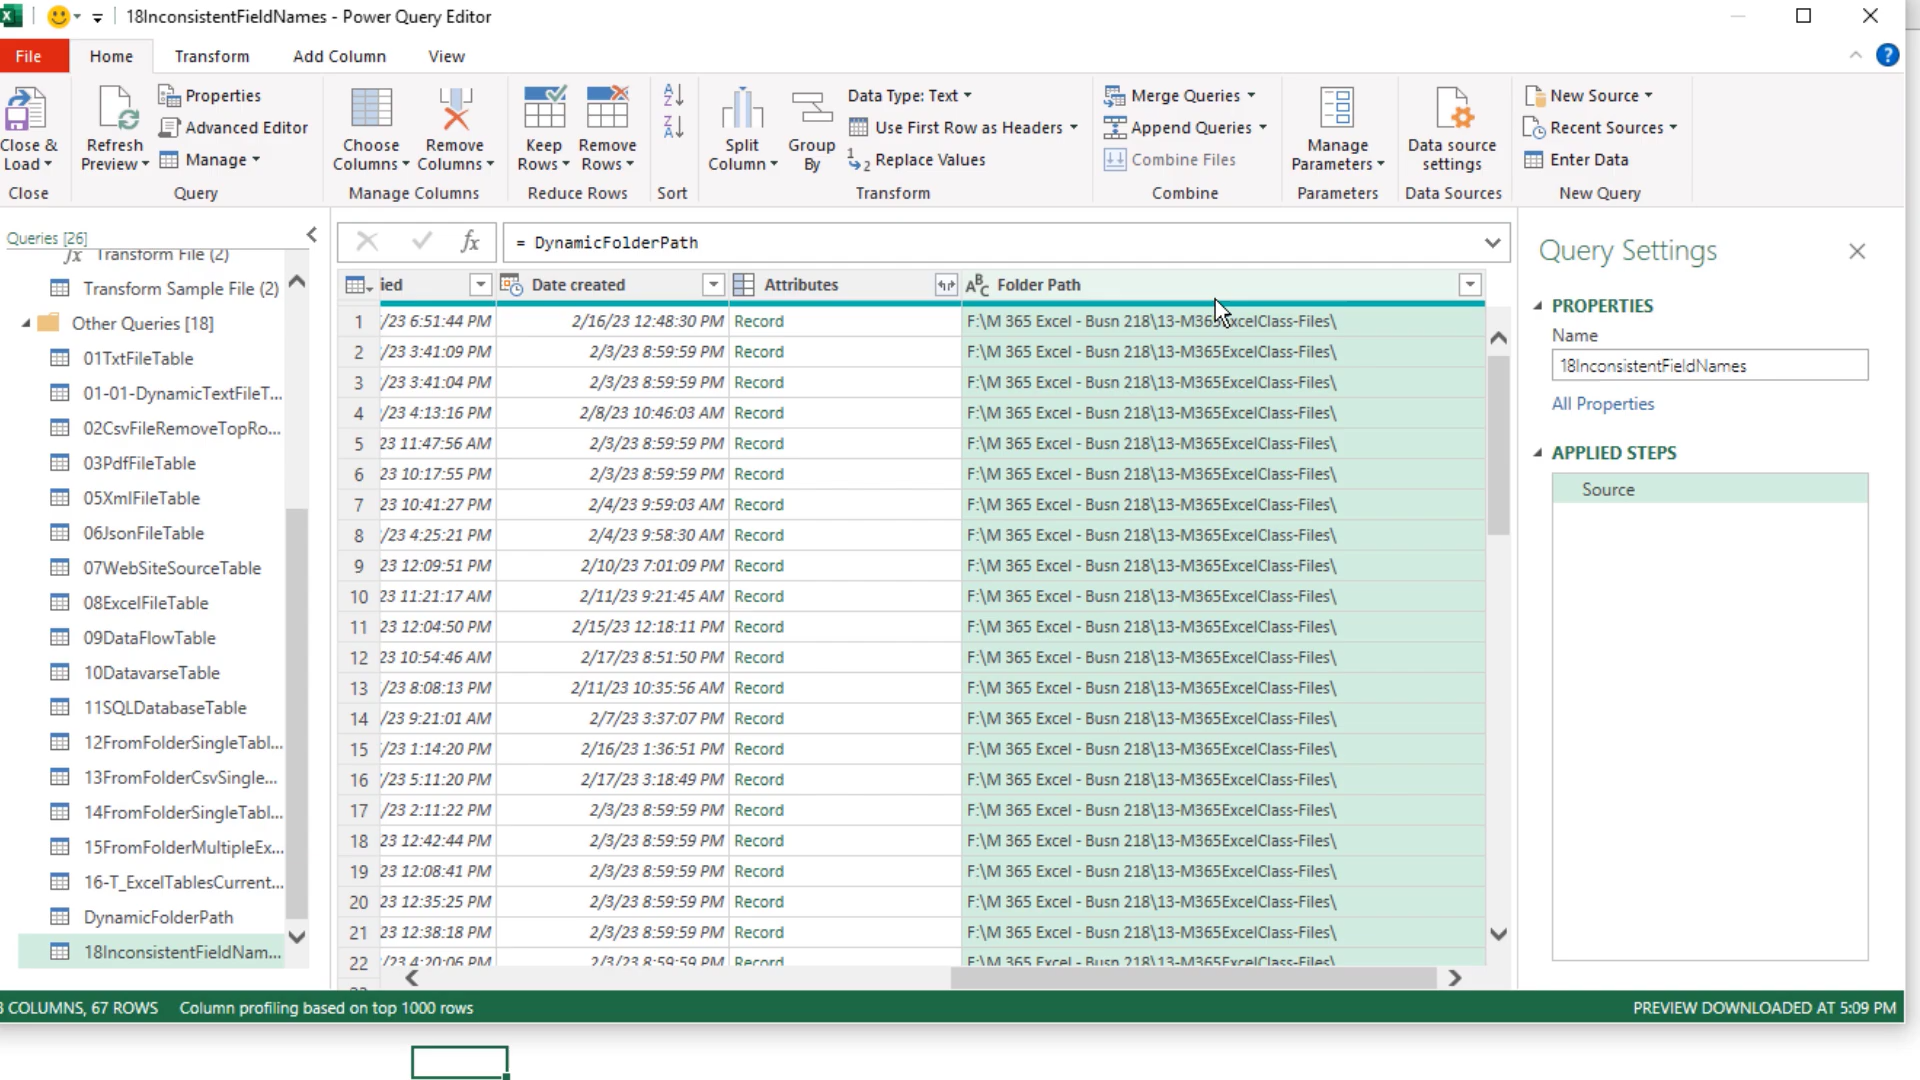 18InconsistentFieldNames - Power Query Editor
File Home Transform Add Column View
Close & Load
Close
Refresh Preview
Properties
Advanced Editor
Manage
Query
Choose Columns
Remove Columns
Manage Columns
Keep Rows
Remove Rows
Reduce Rows
Sort
Split Column
Group By
Data Type: Text
Use First Row as Headers
Replace Values
Transform
Merge Queries
Append Queries
Combine Files
Combine
Manage Parameters
Parameters
Data source settings
Data Sources
New Source
Recent Sources
Enter Data
New Query
Queries [26]
Transform File (2)
Transform Sample File (2)
Other Queries [18]
01TxtFileTable
01-01-DynamicTextFileT...
02CsvFileRemoveTopRo...
03PdfFileTable
05XmlFileTable
06JsonFileTable
07WebSiteSourceTable
08ExcelFileTable
09DataFlowTable
10DatavarseTable
11SQLDatabaseTable
12FromFolderSingleTabl...
13FromFolderCsvSingle...
14FromFolderSingleTabl...
15FromFolderMultipleEx...
16-T_ExcelTablesCurrent...
DynamicFolderPath
18InconsistentFieldNam...
fx = DynamicFolderPath
ied Date created Attributes Folder Path
1 /23 6:51:44 PM 2/16/23 12:48:30 PM Record F:\M 365 Excel - Busn 218\13-M365ExcelClass-Files\
2 /23 3:41:09 PM 2/3/23 8:59:59 PM Record F:\M 365 Excel - Busn 218\13-M365ExcelClass-Files\
3 /23 3:41:04 PM 2/3/23 8:59:59 PM Record F:\M 365 Excel - Busn 218\13-M365ExcelClass-Files\
4 /23 4:13:16 PM 2/8/23 10:46:03 AM Record F:\M 365 Excel - Busn 218\13-M365ExcelClass-Files\
5 23 11:47:56 AM 2/3/23 8:59:59 PM Record F:\M 365 Excel - Busn 218\13-M365ExcelClass-Files\
6 23 10:17:55 PM 2/3/23 8:59:59 PM Record F:\M 365 Excel - Busn 218\13-M365ExcelClass-Files\
7 23 10:41:27 PM 2/4/23 9:59:03 AM Record F:\M 365 Excel - Busn 218\13-M365ExcelClass-Files\
8 /23 4:25:21 PM 2/4/23 9:58:30 AM Record F:\M 365 Excel - Busn 218\13-M365ExcelClass-Files\
9 23 12:09:51 PM 2/10/23 7:01:09 PM Record F:\M 365 Excel - Busn 218\13-M365ExcelClass-Files\
10 23 11:21:17 AM 2/11/23 9:21:45 AM Record F:\M 365 Excel - Busn 218\13-M365ExcelClass-Files\
11 23 12:04:50 PM 2/15/23 12:18:11 PM Record F:\M 365 Excel - Busn 218\13-M365ExcelClass-Files\
12 23 10:54:46 AM 2/17/23 8:51:50 PM Record F:\M 365 Excel - Busn 218\13-M365ExcelClass-Files\
13 /23 8:08:13 PM 2/11/23 10:35:56 AM Record F:\M 365 Excel - Busn 218\13-M365ExcelClass-Files\
14 /23 9:21:01 AM 2/7/23 3:37:07 PM Record F:\M 365 Excel - Busn 218\13-M365ExcelClass-Files\
15 /23 1:14:20 PM 2/16/23 1:36:51 PM Record F:\M 365 Excel - Busn 218\13-M365ExcelClass-Files\
16 /23 5:11:20 PM 2/17/23 3:18:49 PM Record F:\M 365 Excel - Busn 218\13-M365ExcelClass-Files\
17 /23 2:11:22 PM 2/3/23 8:59:59 PM Record F:\M 365 Excel - Busn 218\13-M365ExcelClass-Files\
18 23 12:42:44 PM 2/3/23 8:59:59 PM Record F:\M 365 Excel - Busn 218\13-M365ExcelClass-Files\
19 23 12:08:41 PM 2/3/23 8:59:59 PM Record F:\M 365 Excel - Busn 218\13-M365ExcelClass-Files\
20 23 12:35:25 PM 2/3/23 8:59:59 PM Record F:\M 365 Excel - Busn 218\13-M365ExcelClass-Files\
21 23 12:38:18 PM 2/3/23 8:59:59 PM Record F:\M 365 Excel - Busn 218\13-M365ExcelClass-Files\
22 /23 4:20:06 PM 2/3/23 8:59:59 PM Record F:\M 365 Excel - Busn 218\13-M365ExcelClass-Files\
Query Settings
PROPERTIES
Name
18InconsistentFieldNames
All Properties
APPLIED STEPS
Source
COLUMNS, 67 ROWS Column profiling based on top 1000 rows PREVIEW DOWNLOADED AT 5:09 PM